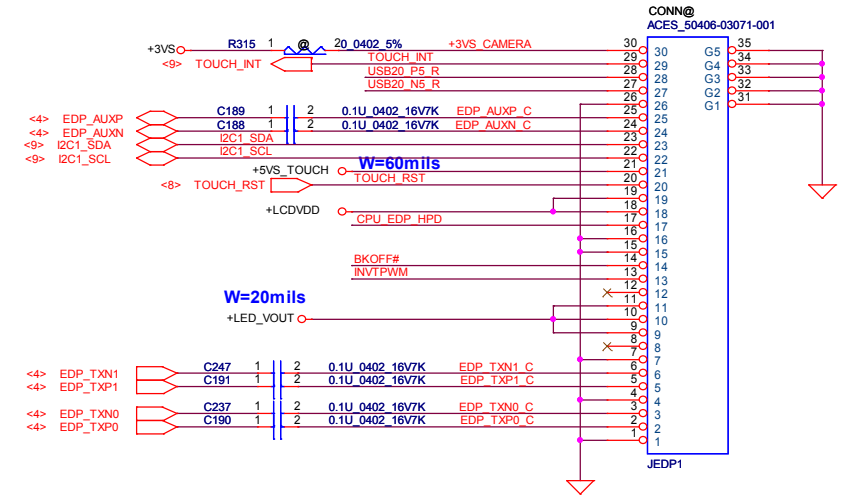 CONN@
ACES_50406-03071-001
+3VS R315 1 @ 2 0_0402_5% +3VS_CAMERA 30 30 G5 35
<9> TOUCH_INT TOUCH_INT 29 29 G4 34
USB20_P5_R 28 28 G3 33
USB20_N5_R 27 27 G2 32
26 26 G1 31
<4> EDP_AUXP C189 1 2 0.1U_0402_16V7K EDP_AUXP_C 25 25
<4> EDP_AUXN C188 1 2 0.1U_0402_16V7K EDP_AUXN_C 24 24
<9> I2C1_SDA I2C1_SDA 23 23
<9> I2C1_SCL I2C1_SCL 22 22
+5VS_TOUCH W=60mils 21 21
<8> TOUCH_RST TOUCH_RST 20 20
19 19
+LCDVDD 18 18
CPU_EDP_HPD 17 17
16 16
15 15
BKOFF# 14 14
INVTPWM 13 13
12 12
W=20mils 11 11
+LED_VOUT 10 10
9 9
8 8
7 7
<4> EDP_TXN1 C247 1 2 0.1U_0402_16V7K EDP_TXN1_C 6 6
<4> EDP_TXP1 C191 1 2 0.1U_0402_16V7K EDP_TXP1_C 5 5
4 4
<4> EDP_TXN0 C237 1 2 0.1U_0402_16V7K EDP_TXN0_C 3 3
<4> EDP_TXP0 C190 1 2 0.1U_0402_16V7K EDP_TXP0_C 2 2
1 1
JEDP1